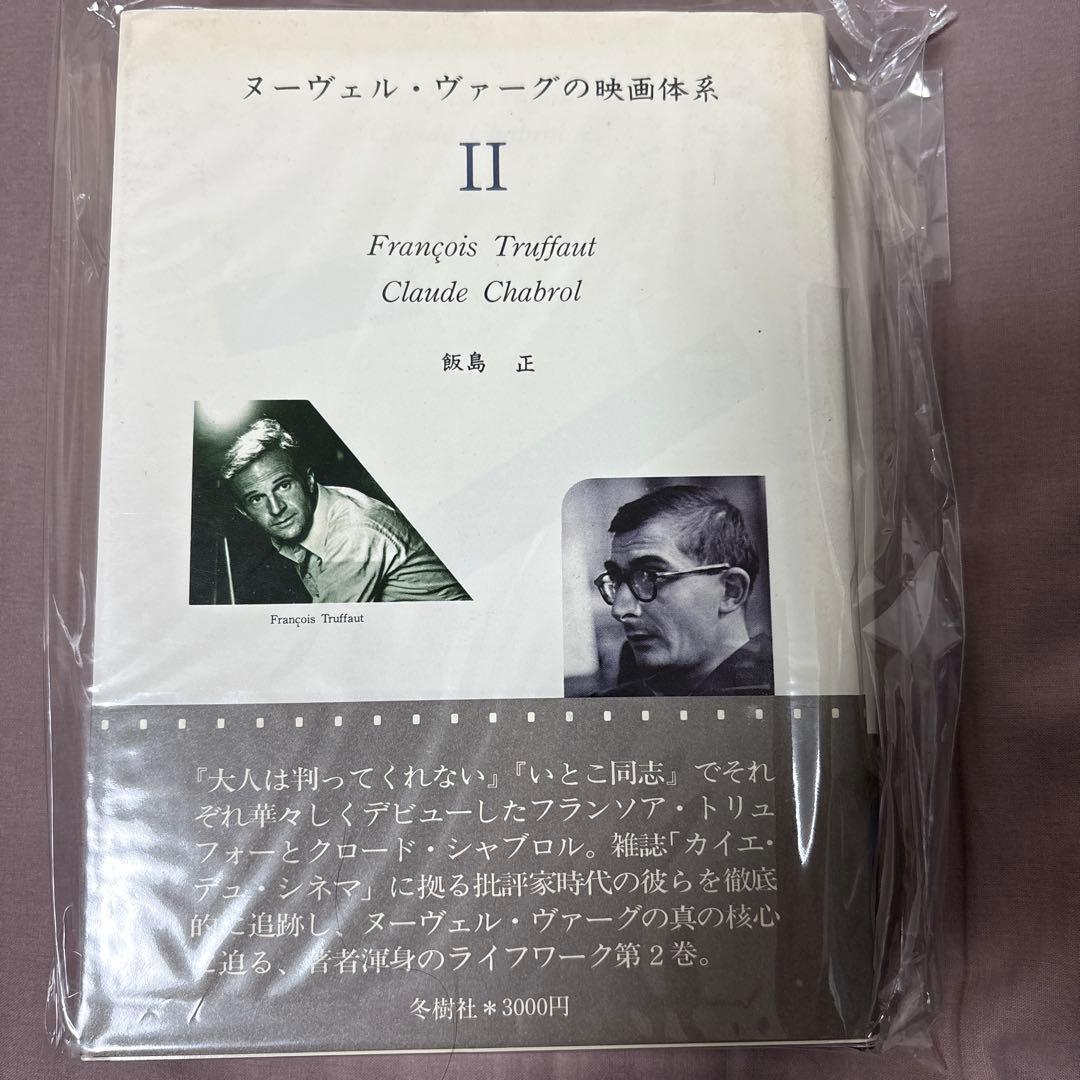 ヌーヴェル・ヴァーグの映画体系
II
François Truffaut
Claude Chabrol
飯島 正
François Truffaut
『大人は判ってくれない』『いとこ同志』でそれ
ぞれ華々しくデビューしたフランソア・トリュ
フォーとクロード・シャブロル。雑誌「カイエ・
デュ・シネマ」に拠る批評家時代の彼らを徹底
的に追跡し、ヌーヴェル・ヴァーグの真の核心
に迫る、著者渾身のライフワーク第2巻。
冬樹社＊3000円